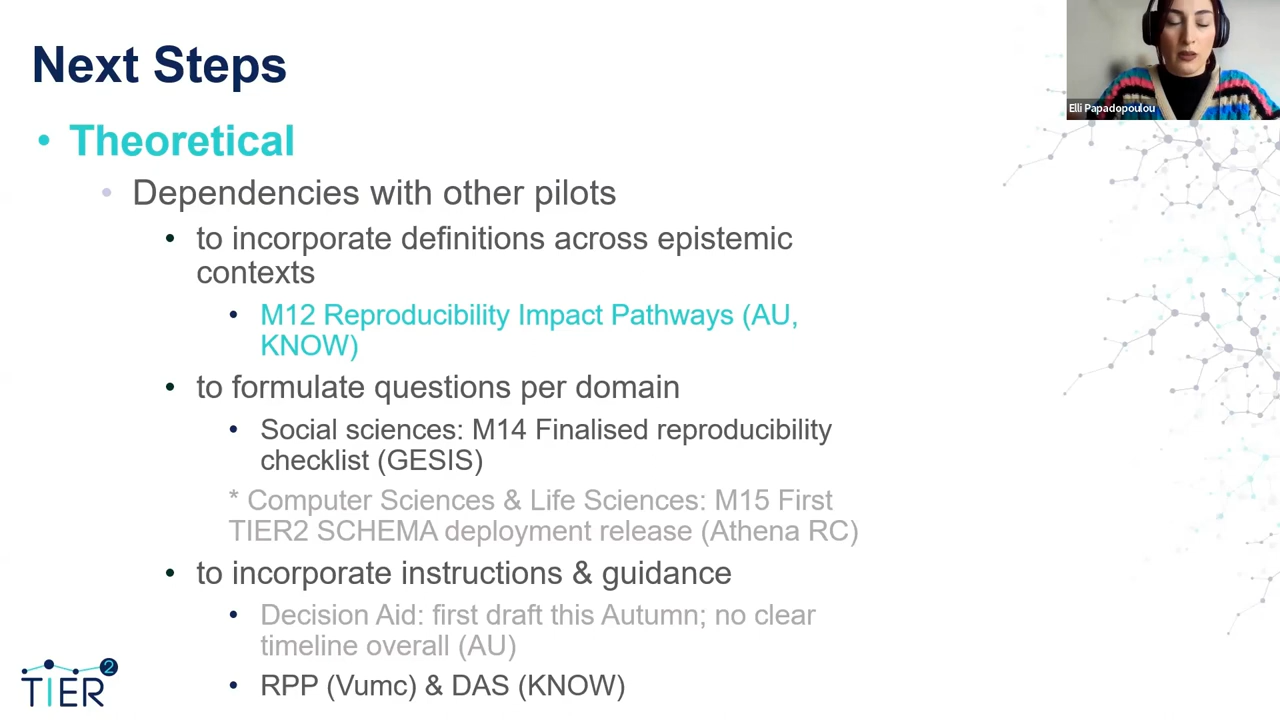 Next Steps
Elli Papadopoulou
• Theoretical
• Dependencies with other pilots
• to incorporate definitions across epistemic
contexts
• M12 Reproducibility Impact Pathways (AU,
KNOW)
• to formulate questions per domain
• Social sciences: M14 Finalised reproducibility
checklist (GESIS)
* Computer Sciences & Life Sciences: M15 First
TIER2 SCHEMA deployment release (Athena RC)
• to incorporate instructions & guidance
• Decision Aid: first draft this Autumn; no clear
timeline overall (AU)
• RPP (Vumc) & DAS (KNOW)
TIER2